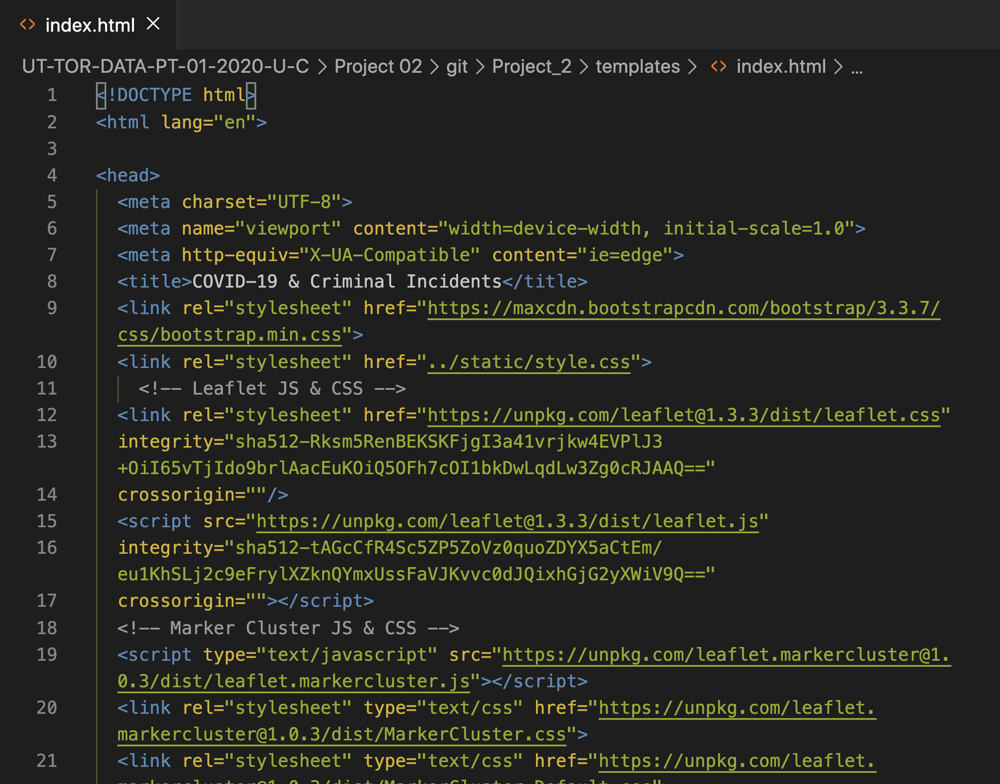 index.html
UT-TOR-DATA-PT-01-2020-U-C > Project 02 > git > Project_2 > templates > <> index.html > ...
1 <!DOCTYPE html>
2 <html lang="en">
3
4 <head>
5 <meta charset="UTF-8">
6 <meta name="viewport" content="width=device-width, initial-scale=1.0">
7 <meta http-equiv="X-UA-Compatible" content="ie=edge">
8 <title>COVID-19 & Criminal Incidents</title>
9 <link rel="stylesheet" href="https://maxcdn.bootstrapcdn.com/bootstrap/3.3.7/
css/bootstrap.min.css">
10 <link rel="stylesheet" href="../static/style.css">
11 <!-- Leaflet JS & CSS -->
12 <link rel="stylesheet" href="https://unpkg.com/leaflet@1.3.3/dist/leaflet.css"
13 integrity="sha512-Rksm5RenBEKSKFjgI3a41vrjkw4EVPlJ3
+OiI65vTjIdo9brlAacEuKOiQ5OFh7cOI1bkDwLqdLw3Zg0cRJAAQ=="
14 crossorigin=""/>
15 <script src="https://unpkg.com/leaflet@1.3.3/dist/leaflet.js"
16 integrity="sha512-tAGcCfR4Sc5ZP5ZoVz0quoZDYX5aCtEm/
eu1KhSLj2c9eFrylXZknQYmxUssFaVJKvvc0dJQixhGjG2yXWiV9Q=="
17 crossorigin=""></script>
18 <!-- Marker Cluster JS & CSS -->
19 <script type="text/javascript" src="https://unpkg.com/leaflet.markercluster@1.
0.3/dist/leaflet.markercluster.js"></script>
20 <link rel="stylesheet" type="text/css" href="https://unpkg.com/leaflet.
markercluster@1.0.3/dist/MarkerCluster.css">
21 <link rel="stylesheet" type="text/css" href="https://unpkg.com/leaflet.
markercluster@1.0.3/dist/MarkerCluster.Default.css">